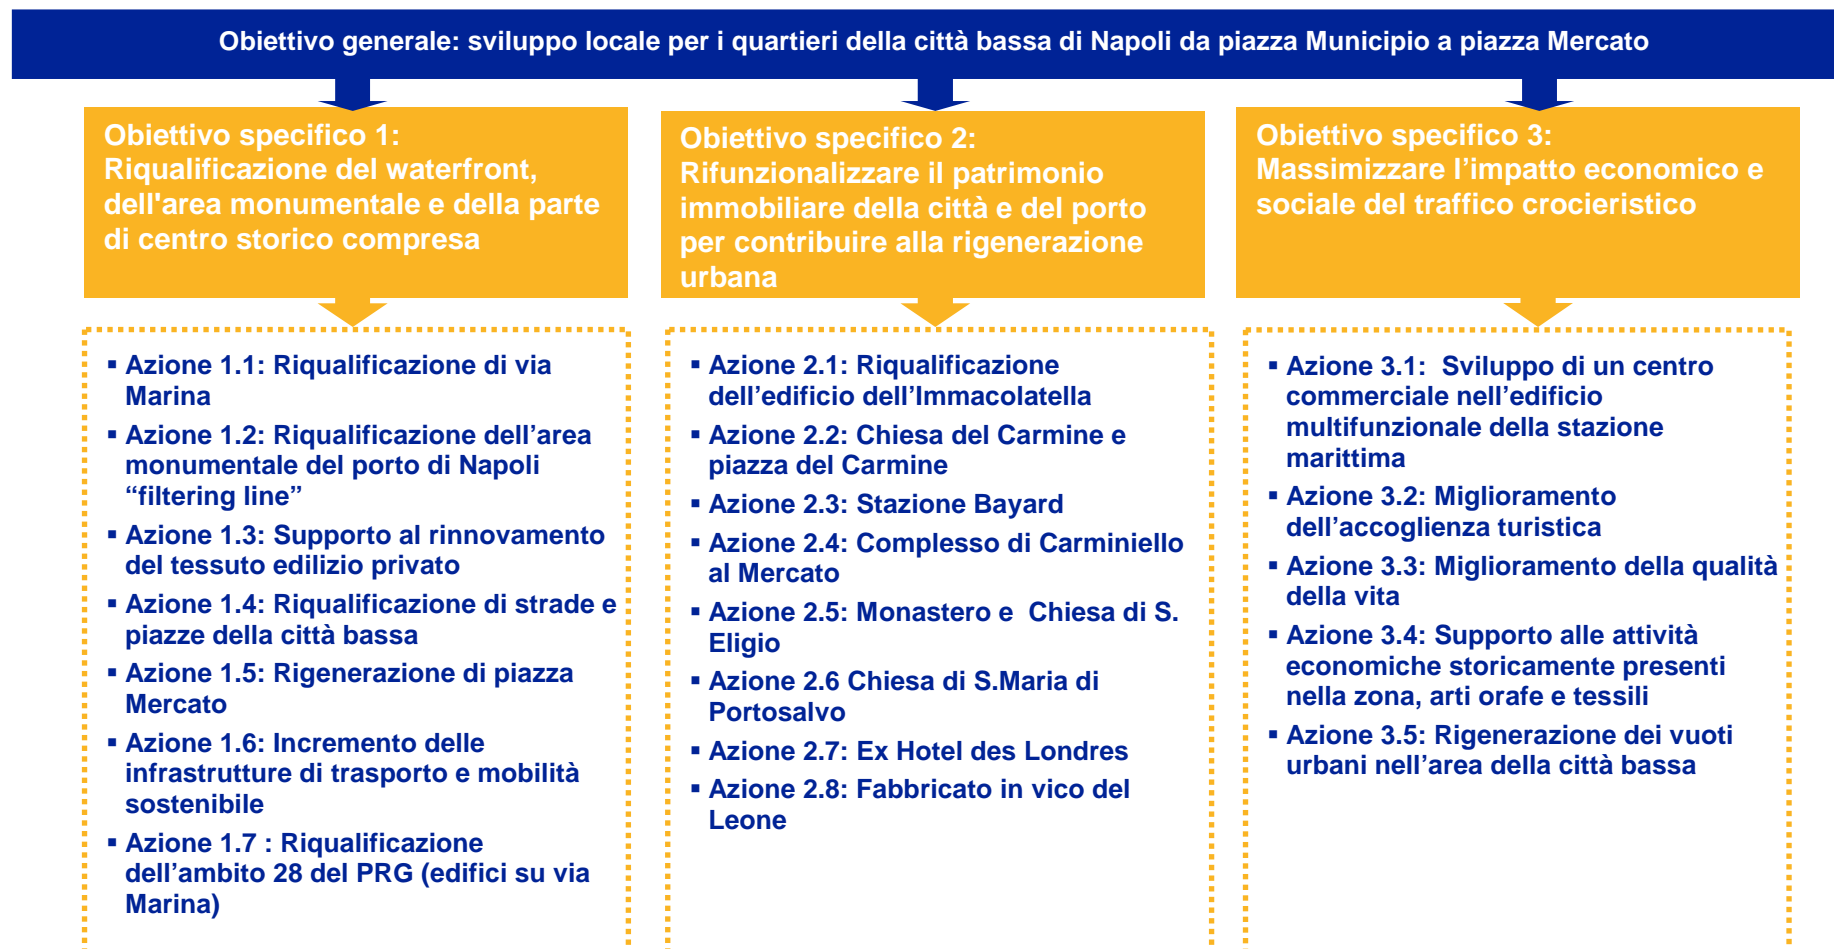 Obiettivo generale: sviluppo locale per i quartieri della città bassa di Napoli da piazza Municipio a piazza Mercato
Obiettivo specifico 1:
Riqualificazione del waterfront,
dell'area monumentale e della parte
di centro storico compresa
▪ Azione 1.1: Riqualificazione di via
Marina
▪ Azione 1.2: Riqualificazione dell’area
monumentale del porto di Napoli
“filtering line”
▪ Azione 1.3: Supporto al rinnovamento
del tessuto edilizio privato
▪ Azione 1.4: Riqualificazione di strade e
piazze della città bassa
▪ Azione 1.5: Rigenerazione di piazza
Mercato
▪ Azione 1.6: Incremento delle
infrastrutture di trasporto e mobilità
sostenibile
▪ Azione 1.7 : Riqualificazione
dell’ambito 28 del PRG (edifici su via
Marina)
Obiettivo specifico 2:
Rifunzionalizzare il patrimonio
immobiliare della città e del porto
per contribuire alla rigenerazione
urbana
▪ Azione 2.1: Riqualificazione
dell’edificio dell’Immacolatella
▪ Azione 2.2: Chiesa del Carmine e
piazza del Carmine
▪ Azione 2.3: Stazione Bayard
▪ Azione 2.4: Complesso di Carminiello
al Mercato
▪ Azione 2.5: Monastero e  Chiesa di S.
Eligio
▪ Azione 2.6 Chiesa di S.Maria di
Portosalvo
▪ Azione 2.7: Ex Hotel des Londres
▪ Azione 2.8: Fabbricato in vico del
Leone
Obiettivo specifico 3:
Massimizzare l’impatto economico e
sociale del traffico crocieristico
▪ Azione 3.1:  Sviluppo di un centro
commerciale nell’edificio
multifunzionale della stazione
marittima
▪ Azione 3.2: Miglioramento
dell’accoglienza turistica
▪ Azione 3.3: Miglioramento della qualità
della vita
▪ Azione 3.4: Supporto alle attività
economiche storicamente presenti
nella zona, arti orafe e tessili
▪ Azione 3.5: Rigenerazione dei vuoti
urbani nell’area della città bassa